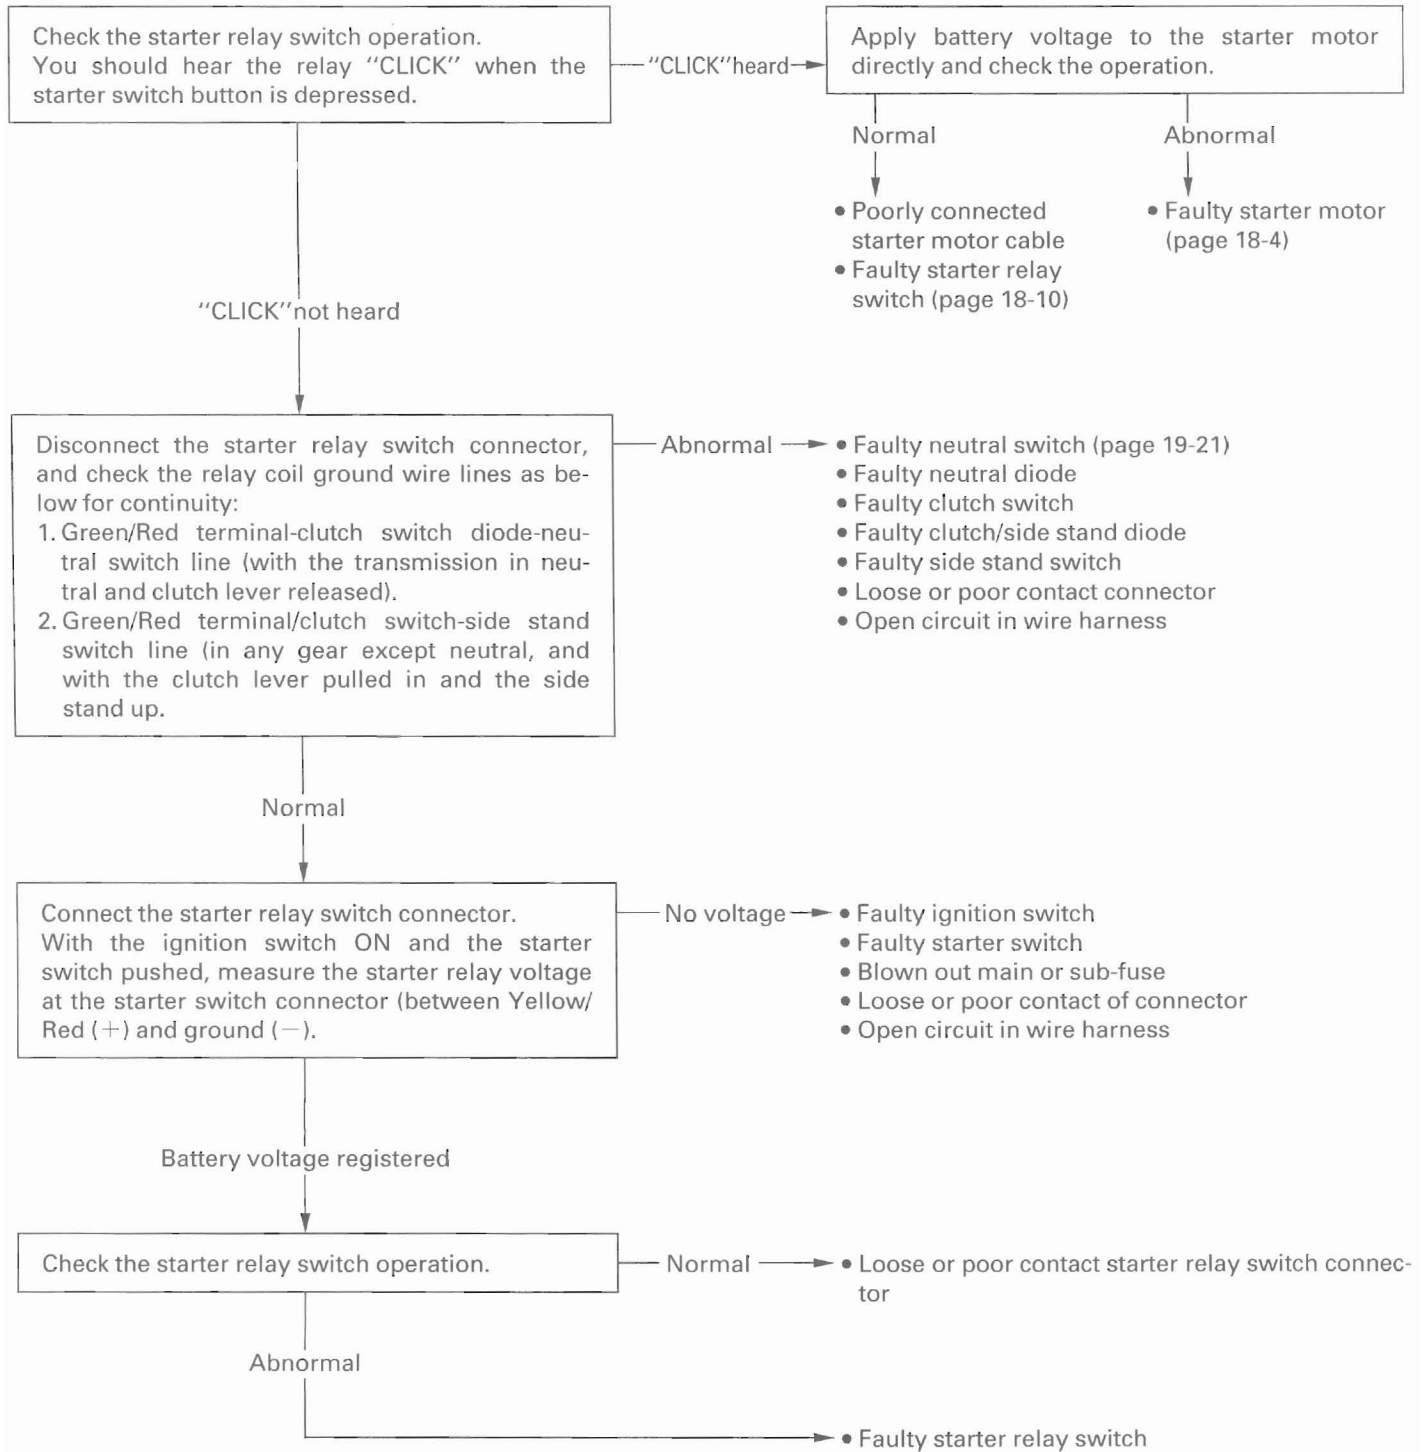 Check the starter relay switch operation.
You should hear the relay “CLICK” when the
starter switch button is depressed.
“CLICK”heard
Apply battery voltage to the starter motor
directly and check the operation.
Normal
Abnormal
• Poorly connected
starter motor cable
• Faulty starter relay
switch (page 18-10)
• Faulty starter motor
(page 18-4)
“CLICK”not heard
Disconnect the starter relay switch connector,
and check the relay coil ground wire lines as be-
low for continuity:
1. Green/Red terminal-clutch switch diode-neu-
tral switch line (with the transmission in neu-
tral and clutch lever released).
2. Green/Red terminal/clutch switch-side stand
switch line (in any gear except neutral, and
with the clutch lever pulled in and the side
stand up.
Abnormal
• Faulty neutral switch (page 19-21)
• Faulty neutral diode
• Faulty clutch switch
• Faulty clutch/side stand diode
• Faulty side stand switch
• Loose or poor contact connector
• Open circuit in wire harness
Normal
Connect the starter relay switch connector.
With the ignition switch ON and the starter
switch pushed, measure the starter relay voltage
at the starter switch connector (between Yellow/
Red (+) and ground (−).
No voltage
• Faulty ignition switch
• Faulty starter switch
• Blown out main or sub-fuse
• Loose or poor contact of connector
• Open circuit in wire harness
Battery voltage registered
Check the starter relay switch operation.
Normal
• Loose or poor contact starter relay switch connec-
tor
Abnormal
• Faulty starter relay switch